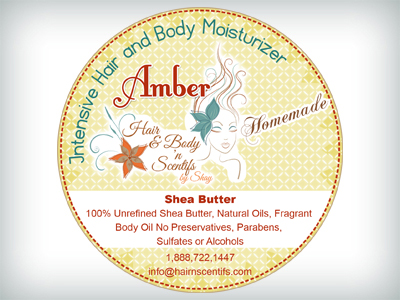 Intensive Hair and Body Moisturizer
Amber
Homemade
Hair
& Body
'n
Scentifs
by Shay
Shea Butter
100% Unrefined Shea Butter, Natural Oils, Fragrant
Body Oil No Preservatives, Parabens,
Sulfates or Alcohols
1,888,722,1447
info@hairnscentifs.com